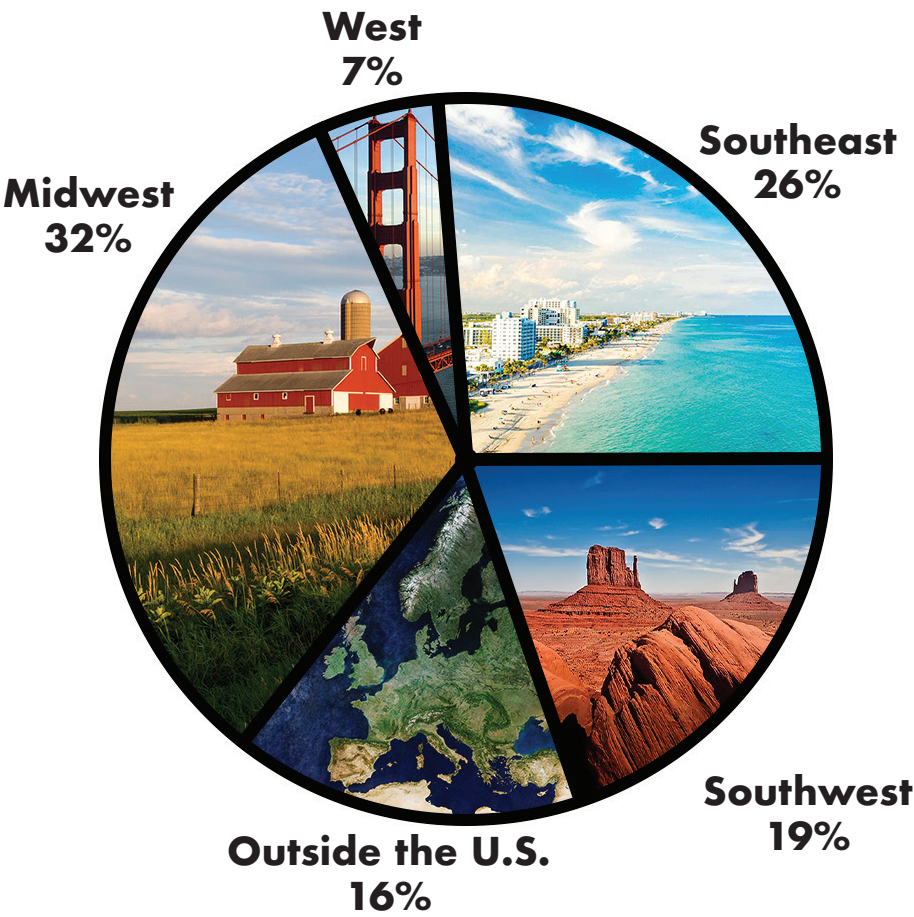 West
7%
Southeast
26%
Midwest
32%
Southwest
19%
Outside the U.S.
16%